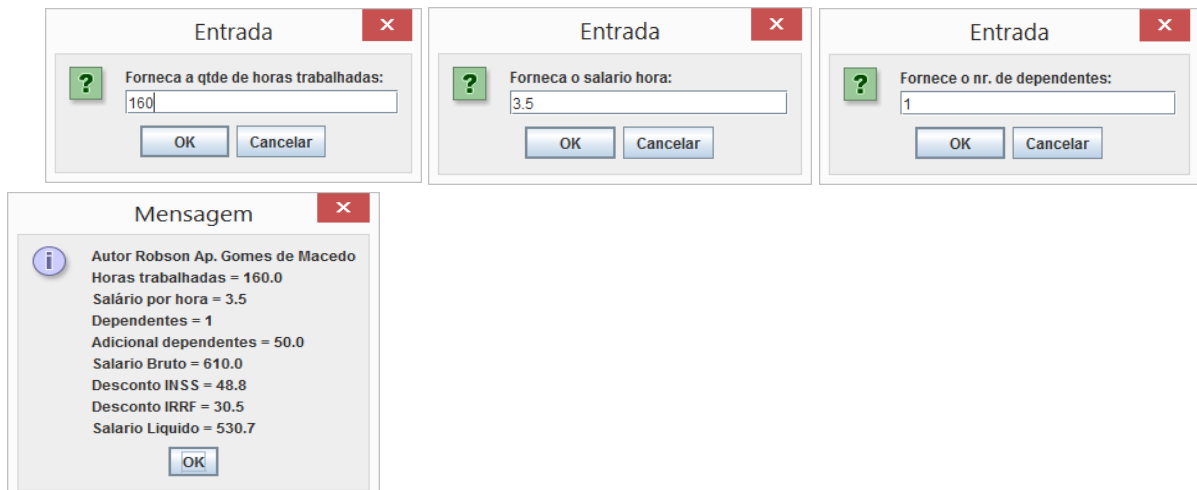 Entrada
Forneca a qtde de horas trabalhadas:
160
OK Cancelar
Entrada
Forneca o salario hora:
3.5
OK Cancelar
Entrada
Fornece o nr. de dependentes:
1
OK Cancelar
Mensagem
Autor Robson Ap. Gomes de Macedo
Horas trabalhadas = 160.0
Salário por hora = 3.5
Dependentes = 1
Adicional dependentes = 50.0
Salario Bruto = 610.0
Desconto INSS = 48.8
Desconto IRRF = 30.5
Salario Liquido = 530.7
OK